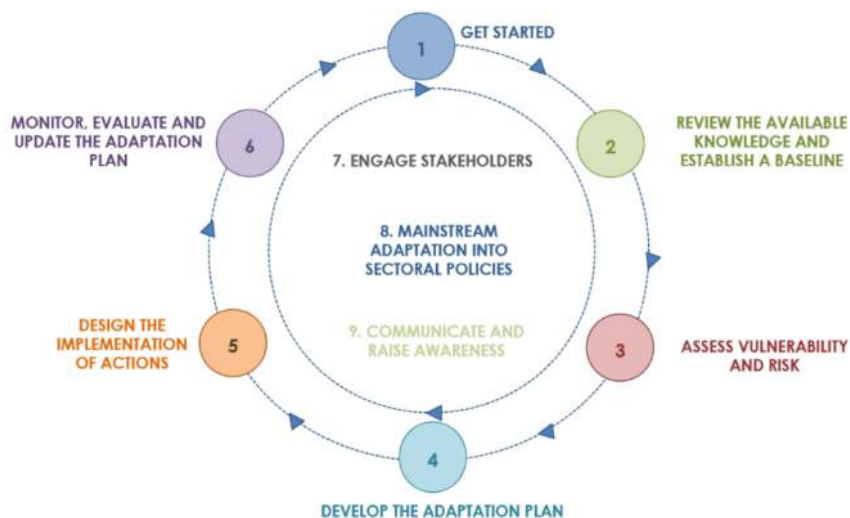 1
GET STARTED
2
REVIEW THE AVAILABLE
KNOWLEDGE AND
ESTABLISH A BASELINE
3
ASSESS VULNERABILITY
AND RISK
4
DEVELOP THE ADAPTATION PLAN
5
DESIGN THE
IMPLEMENTATION
OF ACTIONS
6
MONITOR, EVALUATE AND
UPDATE THE ADAPTATION
PLAN
7. ENGAGE STAKEHOLDERS
8. MAINSTREAM
ADAPTATION INTO
SECTORAL POLICIES
9. COMMUNICATE AND
RAISE AWARENESS